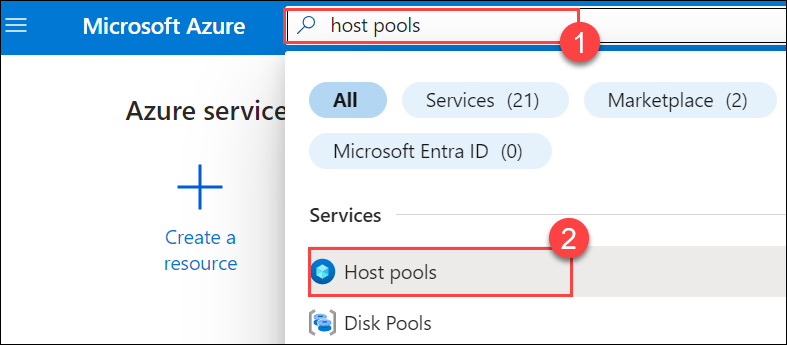 Microsoft Azure
host pools
1
All
Services (21)
Marketplace (2)
Microsoft Entra ID (0)
Azure service
Create a
resource
Services
2
Host pools
Disk Pools